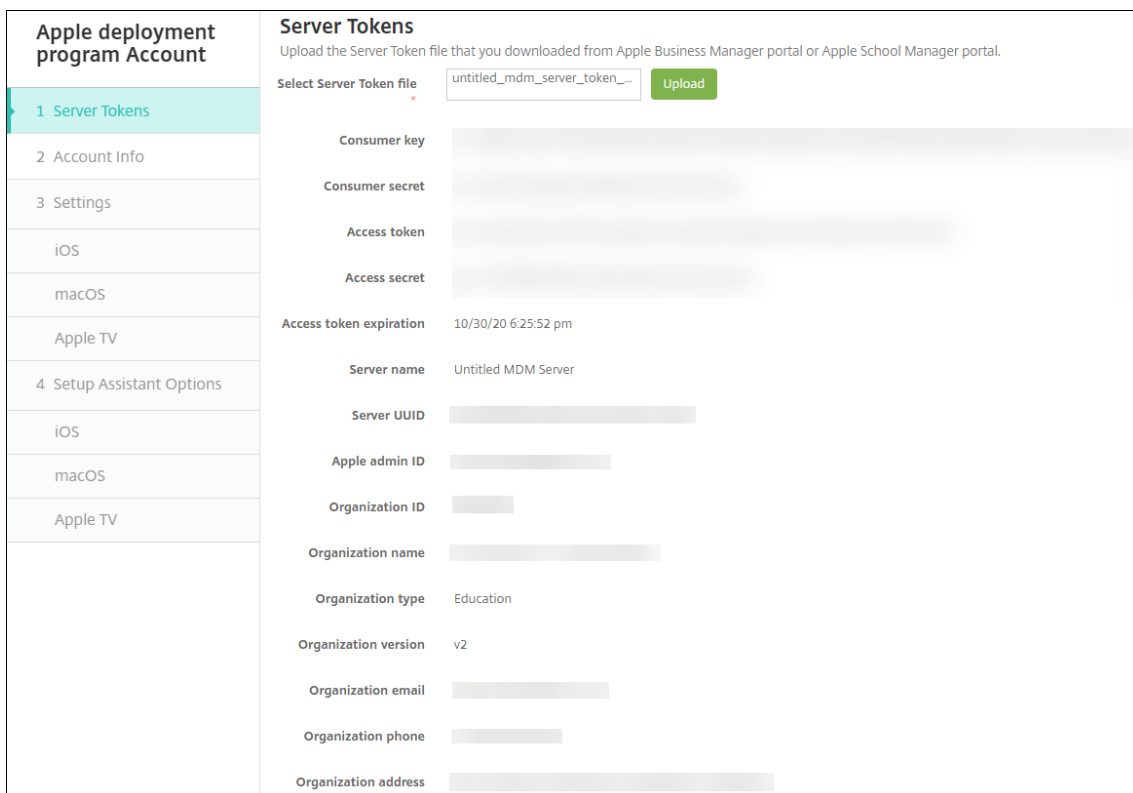 Apple deployment
program Account
1 Server Tokens
2 Account Info
3 Settings
iOS
macOS
Apple TV
4 Setup Assistant Options
iOS
macOS
Apple TV
Server Tokens
Upload the Server Token file that you downloaded from Apple Business Manager portal or Apple School Manager portal.
Select Server Token file untitled_mdm_server_token_... Upload
*
Consumer key
Consumer secret
Access token
Access secret
Access token expiration 10/30/20 6:25:52 pm
Server name Untitled MDM Server
Server UUID
Apple admin ID
Organization ID
Organization name
Organization type Education
Organization version v2
Organization email
Organization phone
Organization address